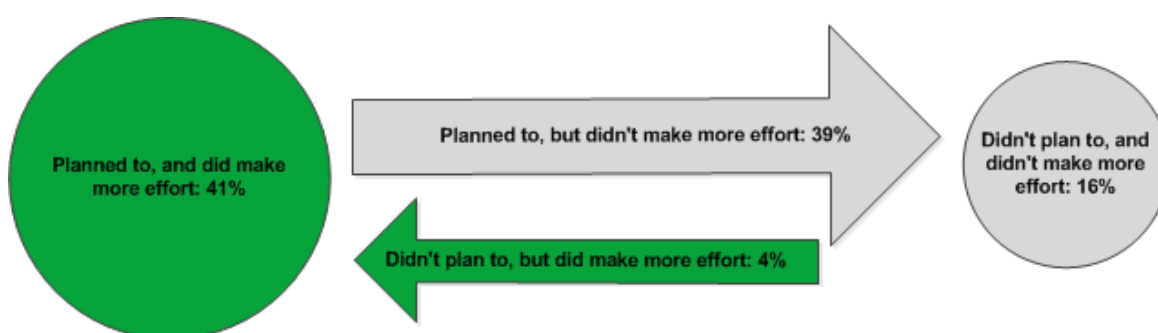 Planned to, and did make
more effort: 41%
Planned to, but didn't make more effort: 39%
Didn't plan to, but did make more effort: 4%
Didn't plan to, and
didn't make more
effort: 16%